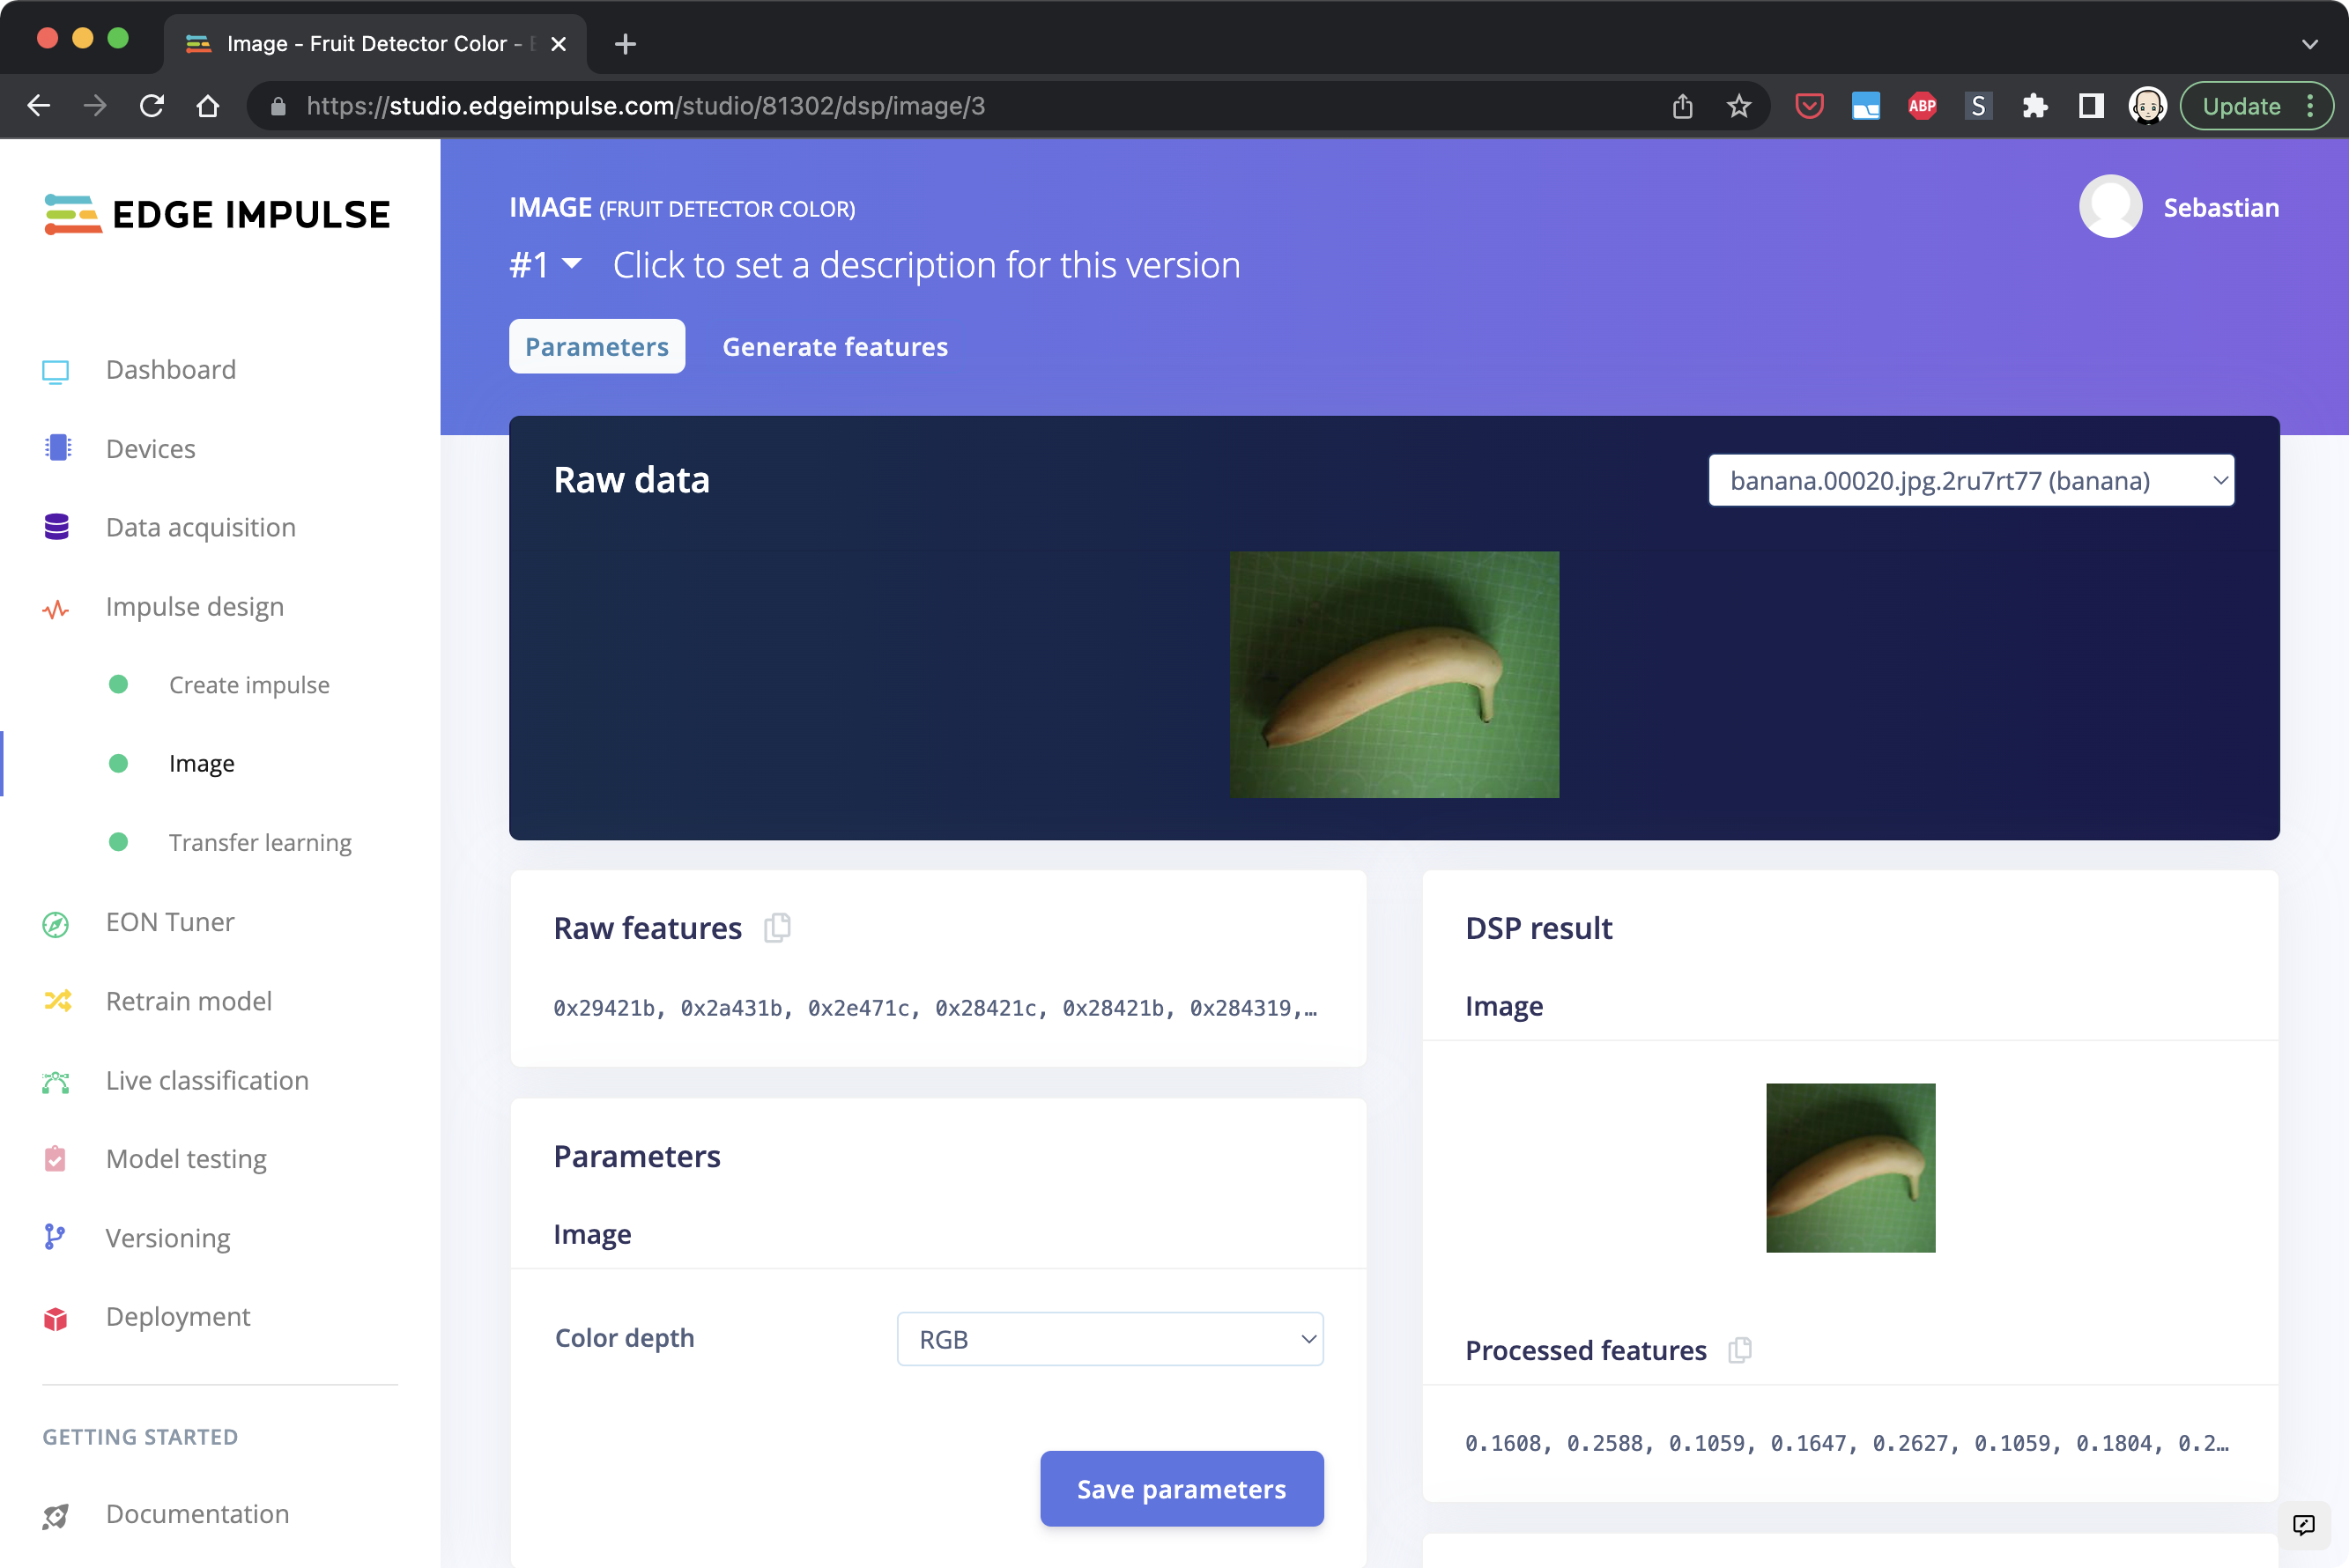 Image - Fruit Detector Color -
https://studio.edgeimpulse.com/studio/81302/dsp/image/3
ABP
S
Update
EDGE IMPULSE
Dashboard
Devices
Data acquisition
Impulse design
Create impulse
Image
Transfer learning
EON Tuner
Retrain model
Live classification
Model testing
Versioning
Deployment
GETTING STARTED
Documentation
IMAGE (FRUIT DETECTOR COLOR)
Sebastian
#1 Click to set a description for this version
Parameters Generate features
Raw data
banana.00020.jpg.2ru7rt77 (banana)
Raw features
0x29421b, 0x2a431b, 0x2e471c, 0x28421c, 0x28421b, 0x284319,…
Parameters
Image
Color depth RGB
Save parameters
DSP result
Image
Processed features
0.1608, 0.2588, 0.1059, 0.1647, 0.2627, 0.1059, 0.1804, 0.2…